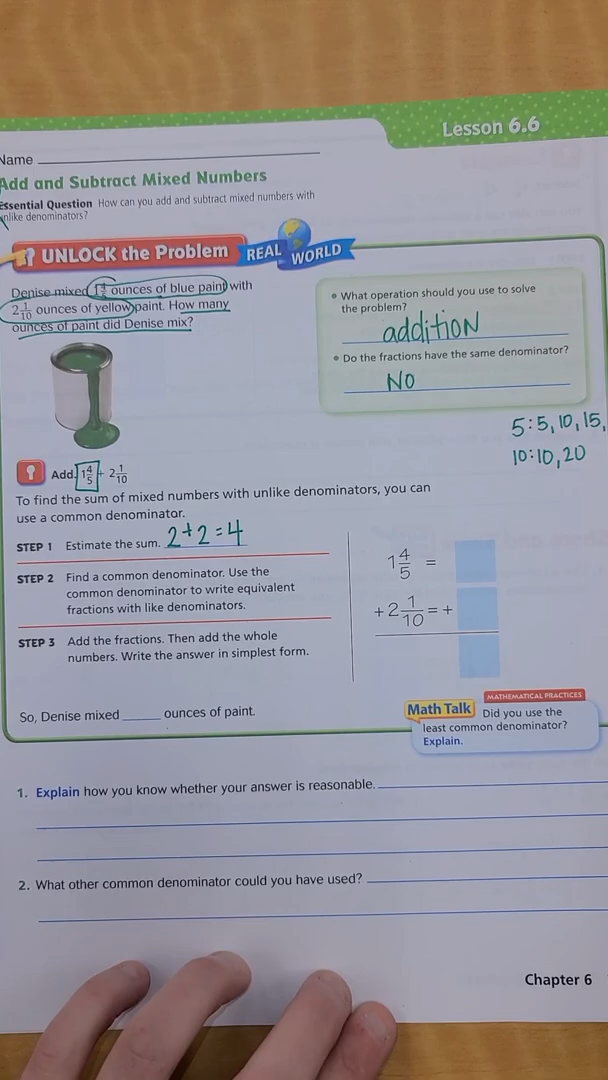 Lesson 6.6
Name
Add and Subtract Mixed Numbers
Essential Question How can you add and subtract mixed numbers with
unlike denominators?
UNLOCK the Problem REAL WORLD
Denise mixed 1 4/5 ounces of blue paint with
2 1/10 ounces of yellow paint. How many
ounces of paint did Denise mix?
• What operation should you use to solve
the problem?
addition
• Do the fractions have the same denominator?
No
5:5, 10, 15,
10:10, 20
Add. 1 4/5 + 2 1/10
To find the sum of mixed numbers with unlike denominators, you can
use a common denominator.
STEP 1 Estimate the sum. 2+2=4
STEP 2 Find a common denominator. Use the
common denominator to write equivalent
fractions with like denominators.
STEP 3 Add the fractions. Then add the whole
numbers. Write the answer in simplest form.
1 4/5 =
+ 2 1/10 = +
So, Denise mixed _____ ounces of paint.
Math Talk
MATHEMATICAL PRACTICES
Did you use the
least common denominator?
Explain.
1. Explain how you know whether your answer is reasonable.
2. What other common denominator could you have used?
Chapter 6